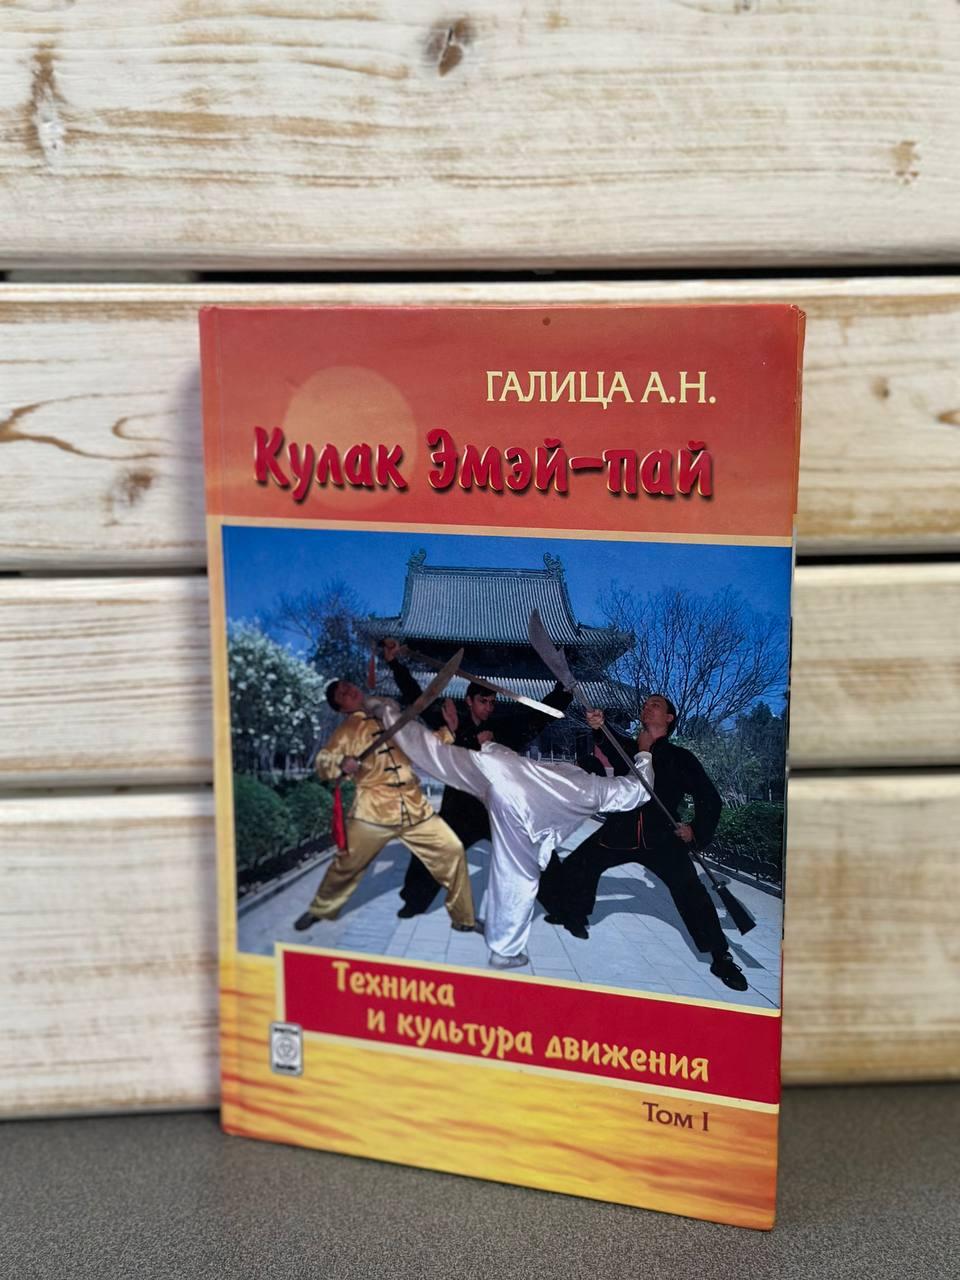 ГАЛИЦА А.Н.
Кулак Эмэй-пай
Техника
и культура движения
Том I